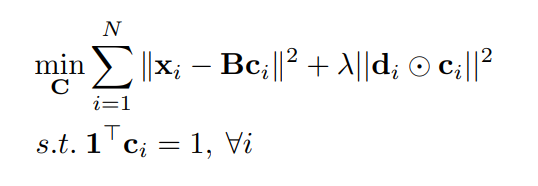 min_C ∑_{i=1}^{N} ‖x_i − Bc_i‖² + λ||d_i ⊙ c_i||²
s.t. 1^⊤c_i = 1, ∀i